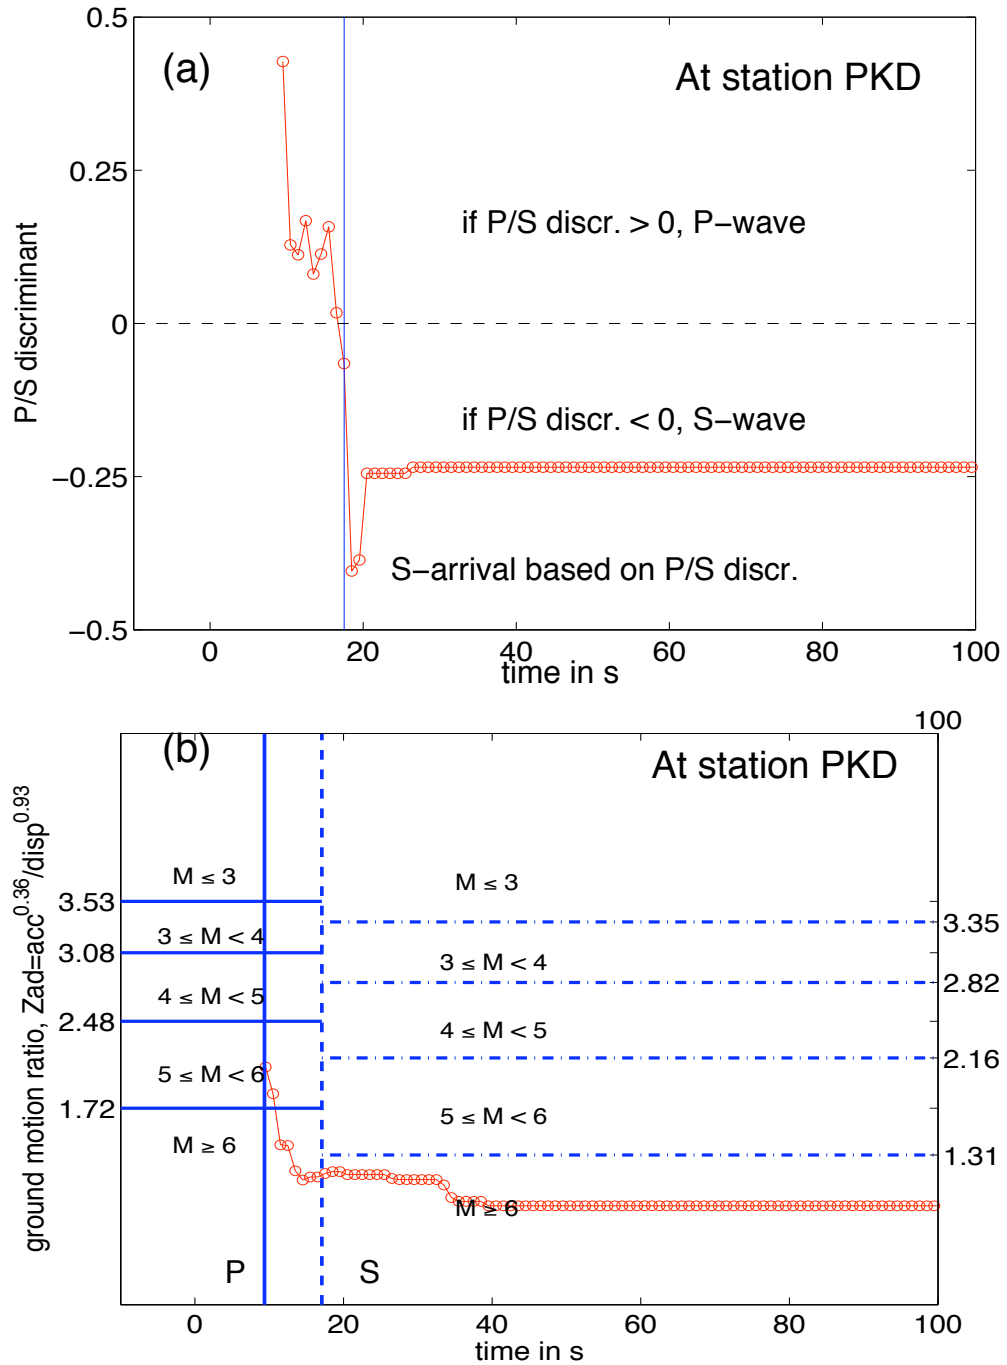 0.5
(a)
At station PKD
0.25
if P/S discr. > 0, P−wave
P/S discriminant
0
if P/S discr. < 0, S−wave
−0.25
S−arrival based on P/S discr.
−0.5
0 20 40 60 80 100
time in s
100
(b)
At station PKD
ground motion ratio, Zad=acc^0.36/disp^0.93
M ≤ 3
M ≤ 3
3.53
3.35
3 ≤ M < 4
3.08
3 ≤ M < 4
2.82
4 ≤ M < 5
2.48
4 ≤ M < 5
2.16
5 ≤ M < 6
1.72
5 ≤ M < 6
M ≥ 6
1.31
M ≥ 6
P S
0 20 40 60 80 100
time in s